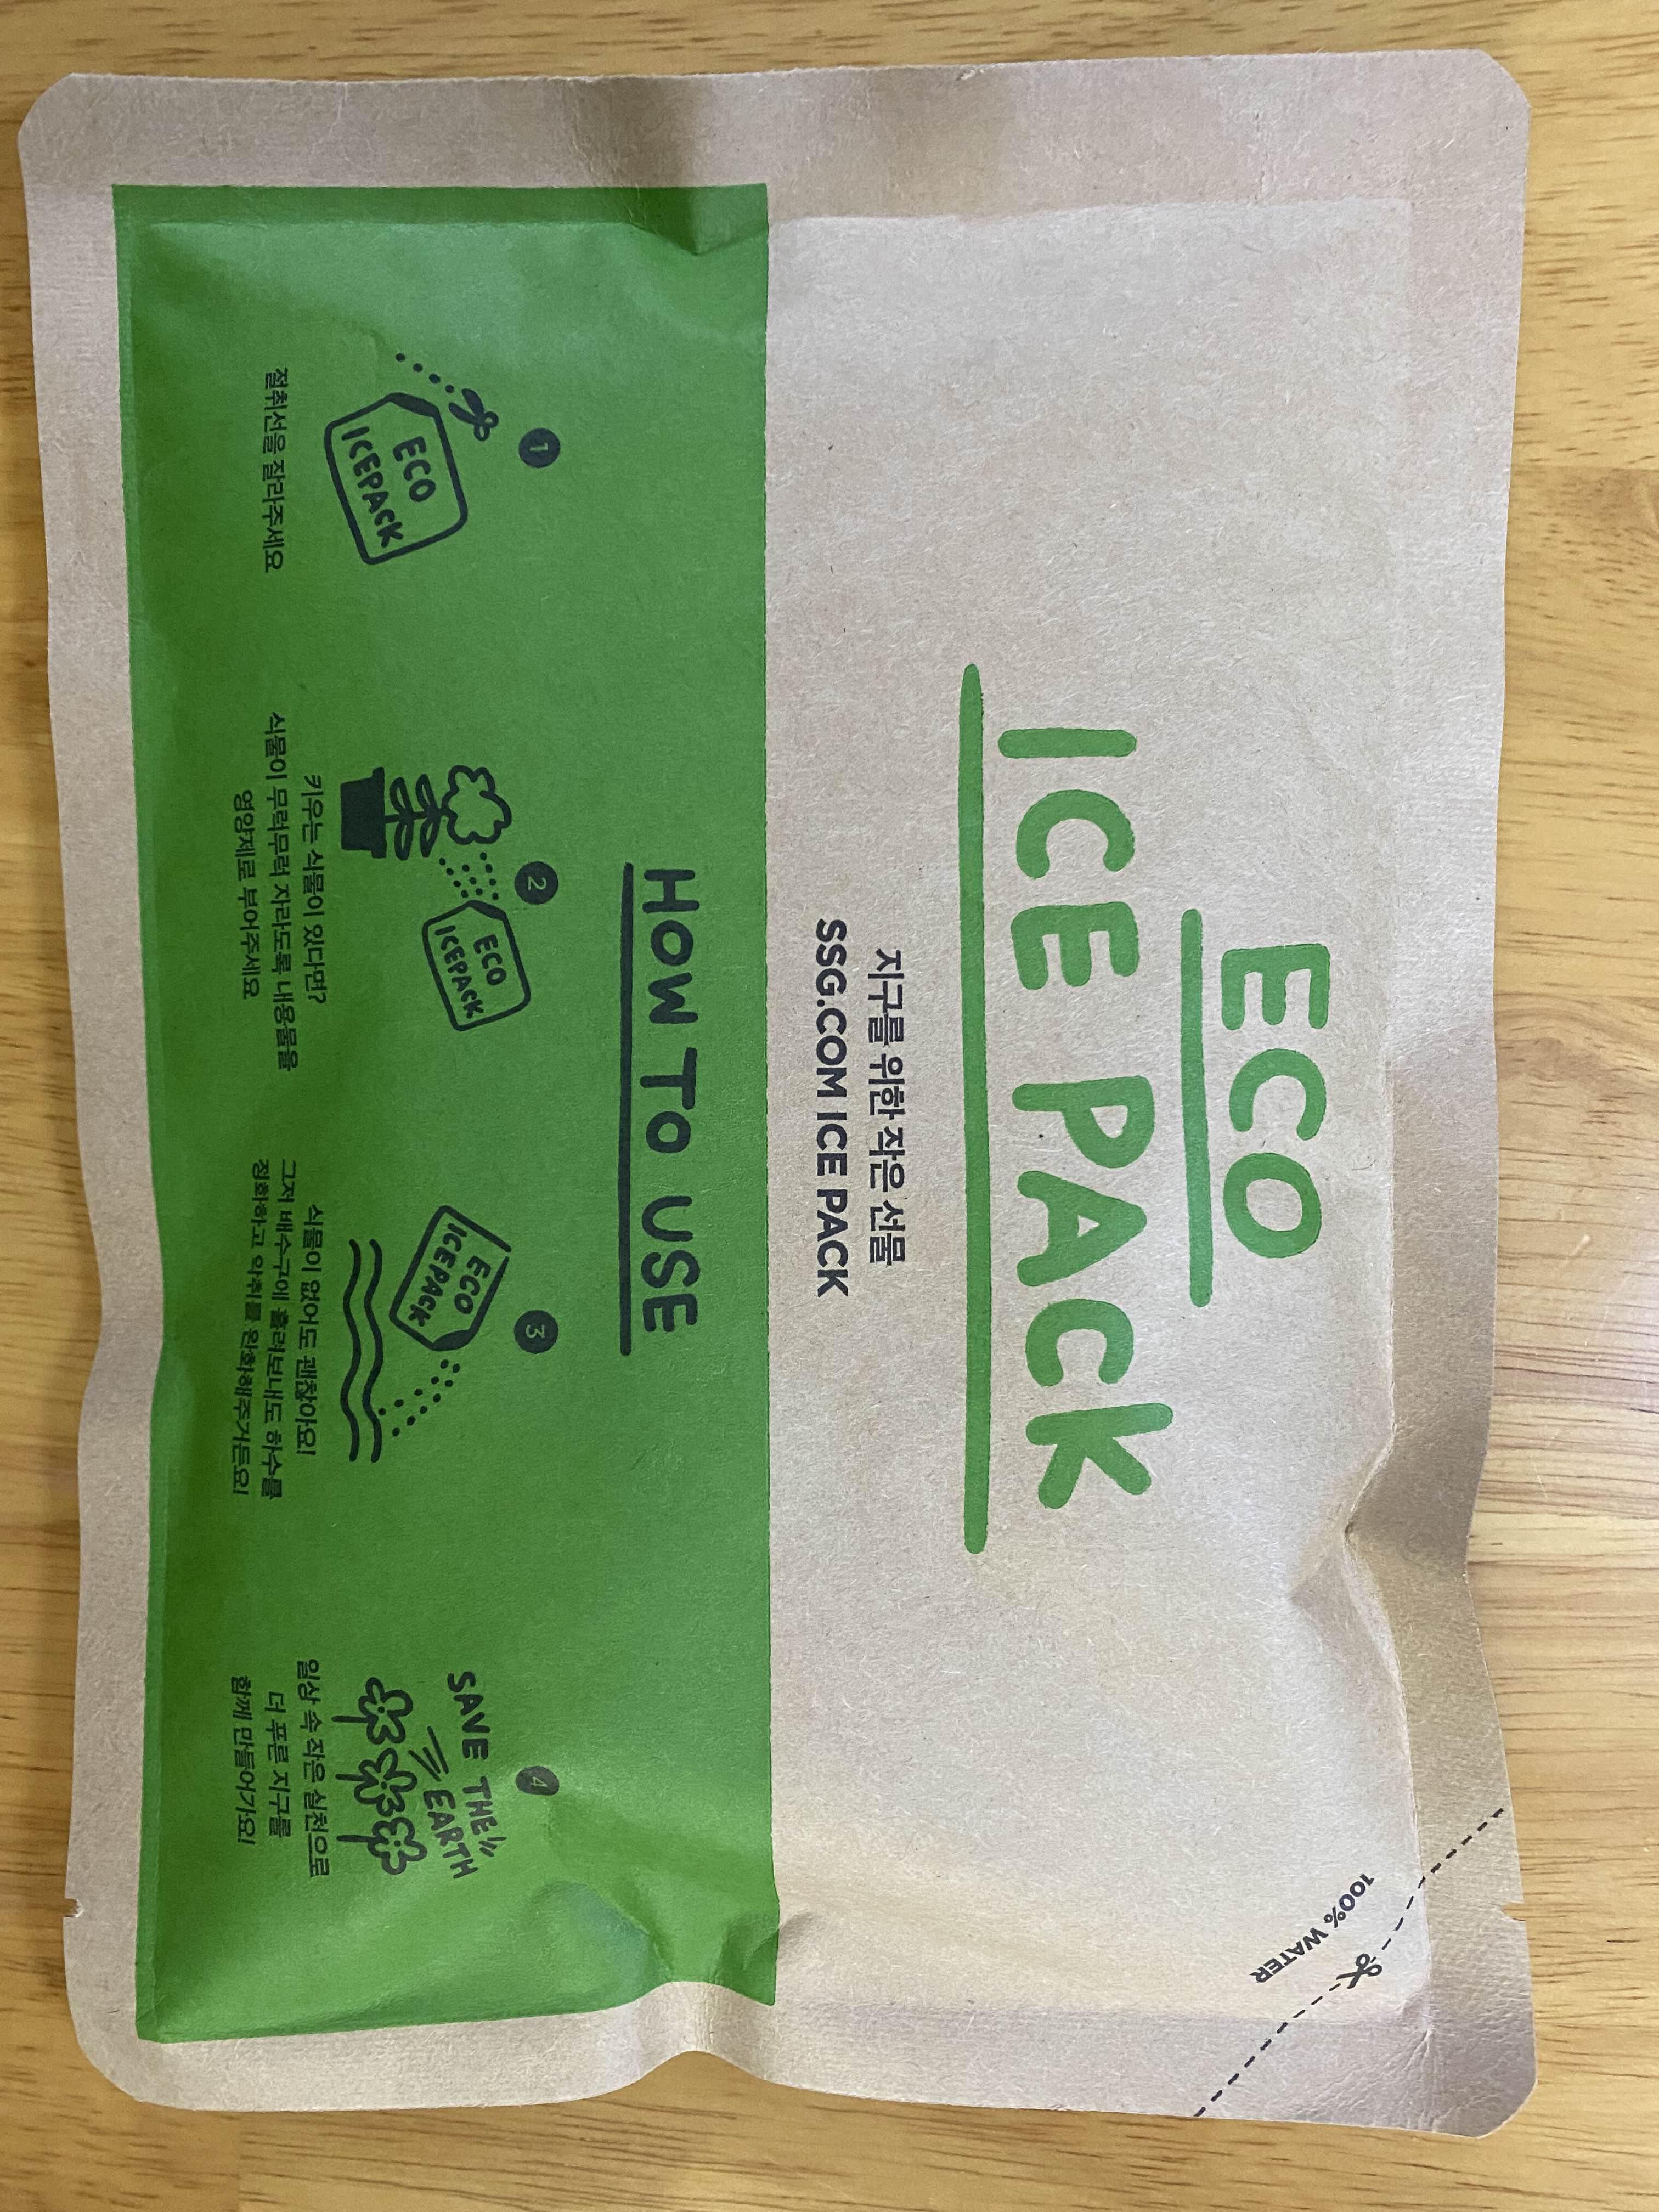 ECO
ICE PACK
지구를 위한 작은 선물
SSG.COM ICE PACK
100% WATER
HOW TO USE
1
ECO
ICEPACK
절취선을 잘라주세요
2
ECO
ICEPACK
키우는 식물이 있다면?
식물이 무럭무럭 자라도록 내용물을
영양제로 부어주세요
3
ECO
ICEPACK
식물이 없어도 괜찮아요!
그저 배수구에 흘려보내도 하수를
정화하고 악취를 완화해주거든요!
4
SAVE THE
EARTH
일상 속 작은 실천으로
더 푸른 지구를
함께 만들어가요!